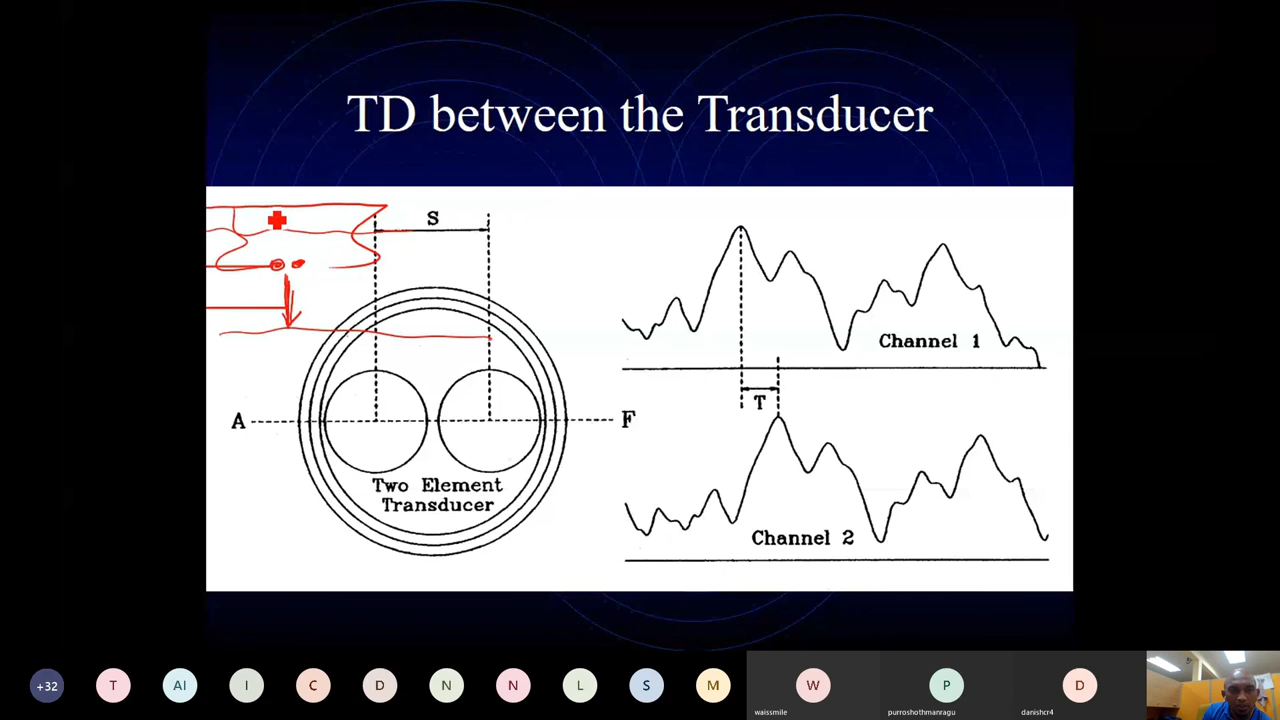 TD between the Transducer
S
Channel 1
T
A
F
Two Element
Transducer
Channel 2
+32
T
AI
I
C
D
N
N
L
S
M
W
P
D
waissmile
purroshothmanragu
danishcr4